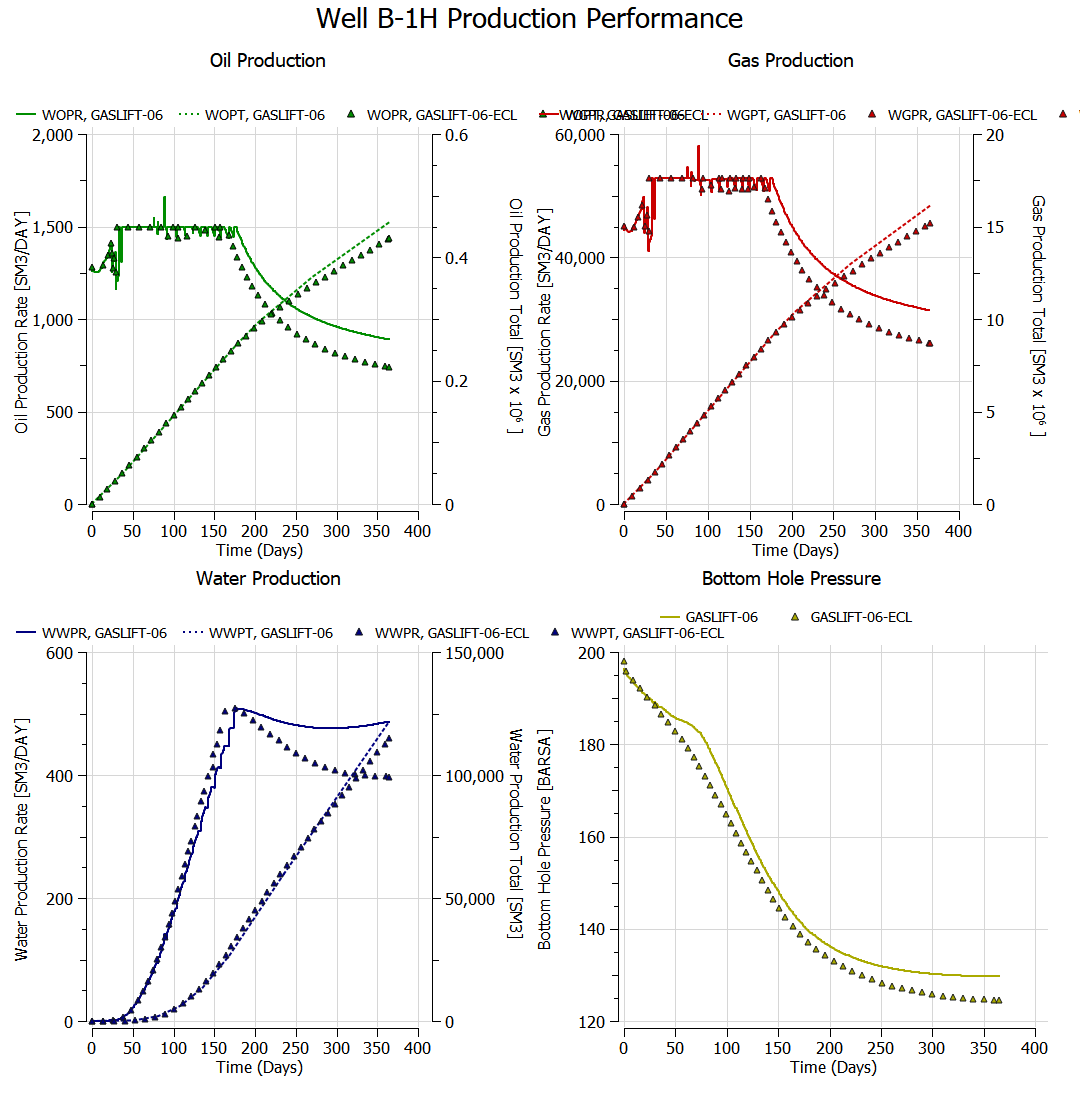 Well B-1H Production Performance
Oil Production
Gas Production
WOPR, GASLIFT-06
WOPT, GASLIFT-06
WOPR, GASLIFT-06-ECL
WOPT, GASLIFT-06-ECL
WGPR, GASLIFT-06
WGPT, GASLIFT-06
WGPR, GASLIFT-06-ECL
2,000
1,500
1,000
500
0
Oil Production Rate [SM3/DAY]
0.6
0.4
0.2
0
Oil Production Total [SM3 x 10⁶ ]
0 50 100 150 200 250 300 350 400
Time (Days)
60,000
40,000
20,000
0
Gas Production Rate [SM3/DAY]
20
15
10
5
0
Gas Production Total [SM3 x 10⁶ ]
0 50 100 150 200 250 300 350 400
Time (Days)
Water Production
Bottom Hole Pressure
WWPR, GASLIFT-06
WWPT, GASLIFT-06
WWPR, GASLIFT-06-ECL
WWPT, GASLIFT-06-ECL
GASLIFT-06
GASLIFT-06-ECL
600
400
200
0
Water Production Rate [SM3/DAY]
150,000
100,000
50,000
0
Water Production Total [SM3]
0 50 100 150 200 250 300 350 400
Time (Days)
200
180
160
140
120
Bottom Hole Pressure [BARSA]
0 50 100 150 200 250 300 350 400
Time (Days)